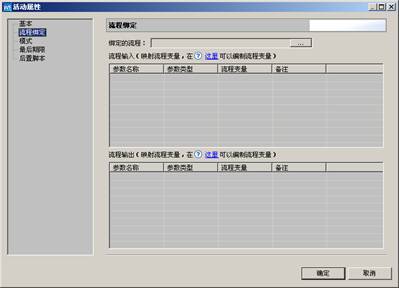 活动属性
基本
流程绑定
模式
最后期限
后置脚本
流程绑定
绑定的流程：
...
流程输入(映射流程变量,在 ? 这里 可以编制流程变量)
参数名称 参数类型 流程变量 备注
流程输出(映射流程变量,在 ? 这里 可以编制流程变量)
参数名称 参数类型 流程变量 备注
确定 取消